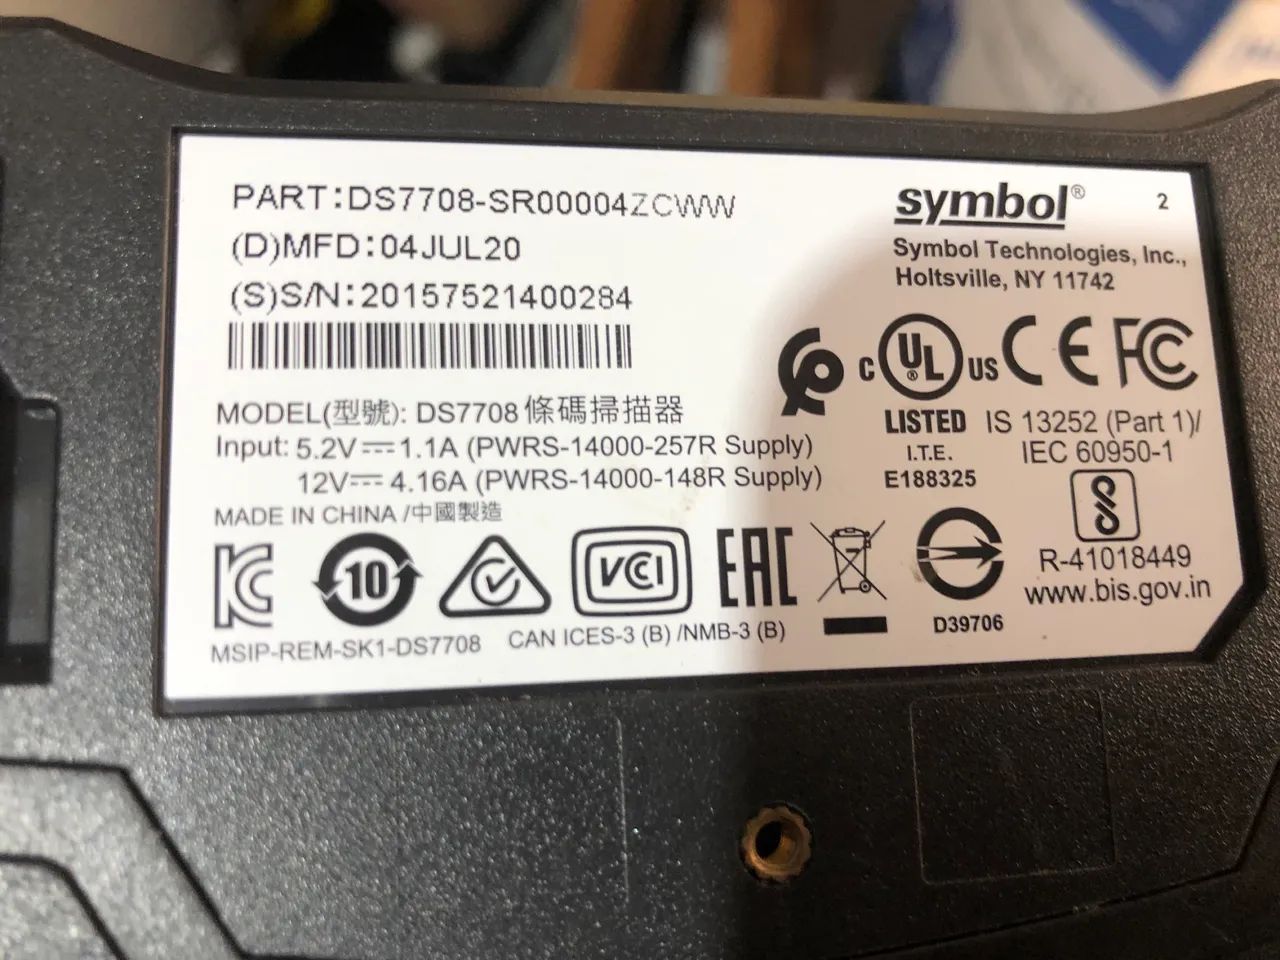 PART:DS7708-SR00004ZCWW
(D)MFD:04JUL20
(S)S/N:20157521400284
symbol® 2
Symbol Technologies, Inc.,
Holtsville, NY 11742
C UL ® US CE FC
LISTED
I.T.E.
E188325
IS 13252 (Part 1)/
IEC 60950-1
MODEL(型號): DS7708 條碼掃描器
Input: 5.2V⎓1.1A (PWRS-14000-257R Supply)
12V⎓4.16A (PWRS-14000-148R Supply)
MADE IN CHINA /中國製造
R-41018449
www.bis.gov.in
KC 10 VCCI EAC
D39706
MSIP-REM-SK1-DS7708 CAN ICES-3 (B) /NMB-3 (B)